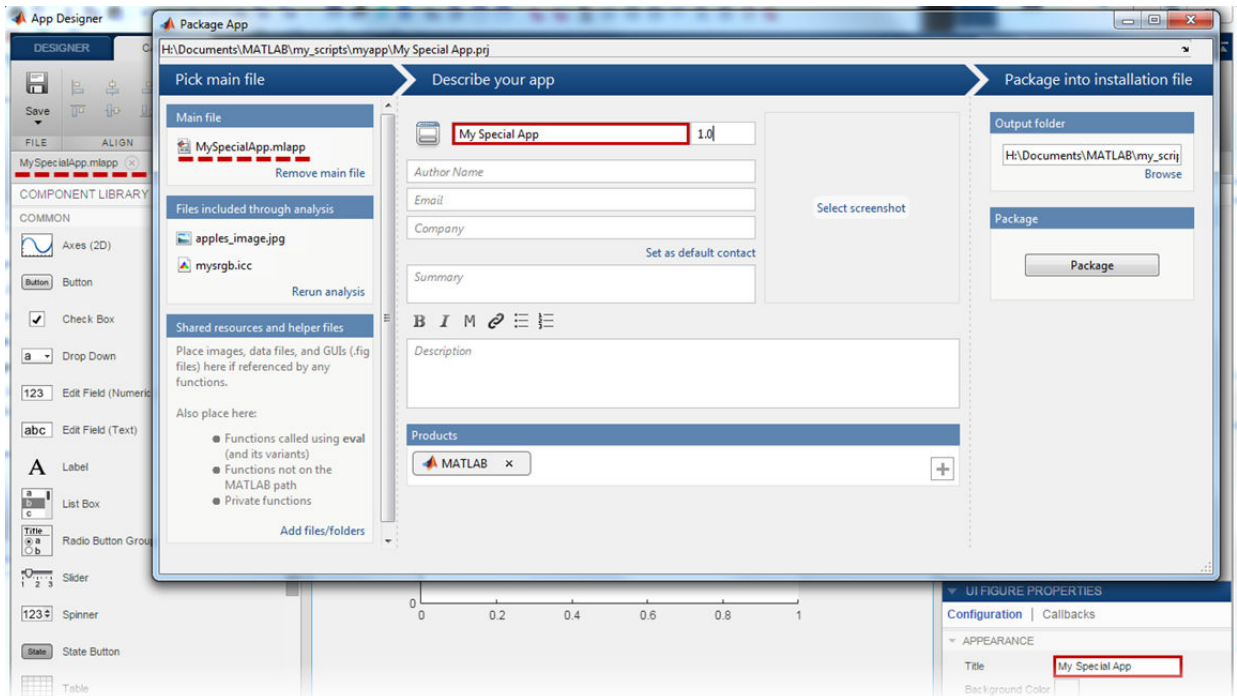 App Designer
Package App
DESIGNER
H:\Documents\MATLAB\my_scripts\myapp\My Special App.prj
Pick main file
Describe your app
Package into installation file
Save
FILE
ALIGN
MySpecialApp.mlapp
COMPONENT LIBRARY
COMMON
Axes (2D)
Button
Button
Check Box
a
Drop Down
123
Edit Field (Numeric
abc
Edit Field (Text)
A
Label
a
b
c
List Box
Title
a
b
Radio Button Grou
1 2 3
Slider
123
Spinner
State
State Button
Table
Main file
MySpecialApp.mlapp
Remove main file
Files included through analysis
apples_image.jpg
mysrgb.icc
Rerun analysis
Shared resources and helper files
Place images, data files, and GUIs (.fig
files) here if referenced by any
functions.
Also place here:
Functions called using eval
(and its variants)
Functions not on the
MATLAB path
Private functions
Add files/folders
My Special App
1.0
Author Name
Email
Company
Set as default contact
Summary
Select screenshot
B I M
Description
Products
MATLAB ×
Output folder
H:\Documents\MATLAB\my_scrip
Browse
Package
Package
0
0 0.2 0.4 0.6 0.8 1
UI FIGURE PROPERTIES
Configuration | Callbacks
APPEARANCE
Title
My Special App
Background Color